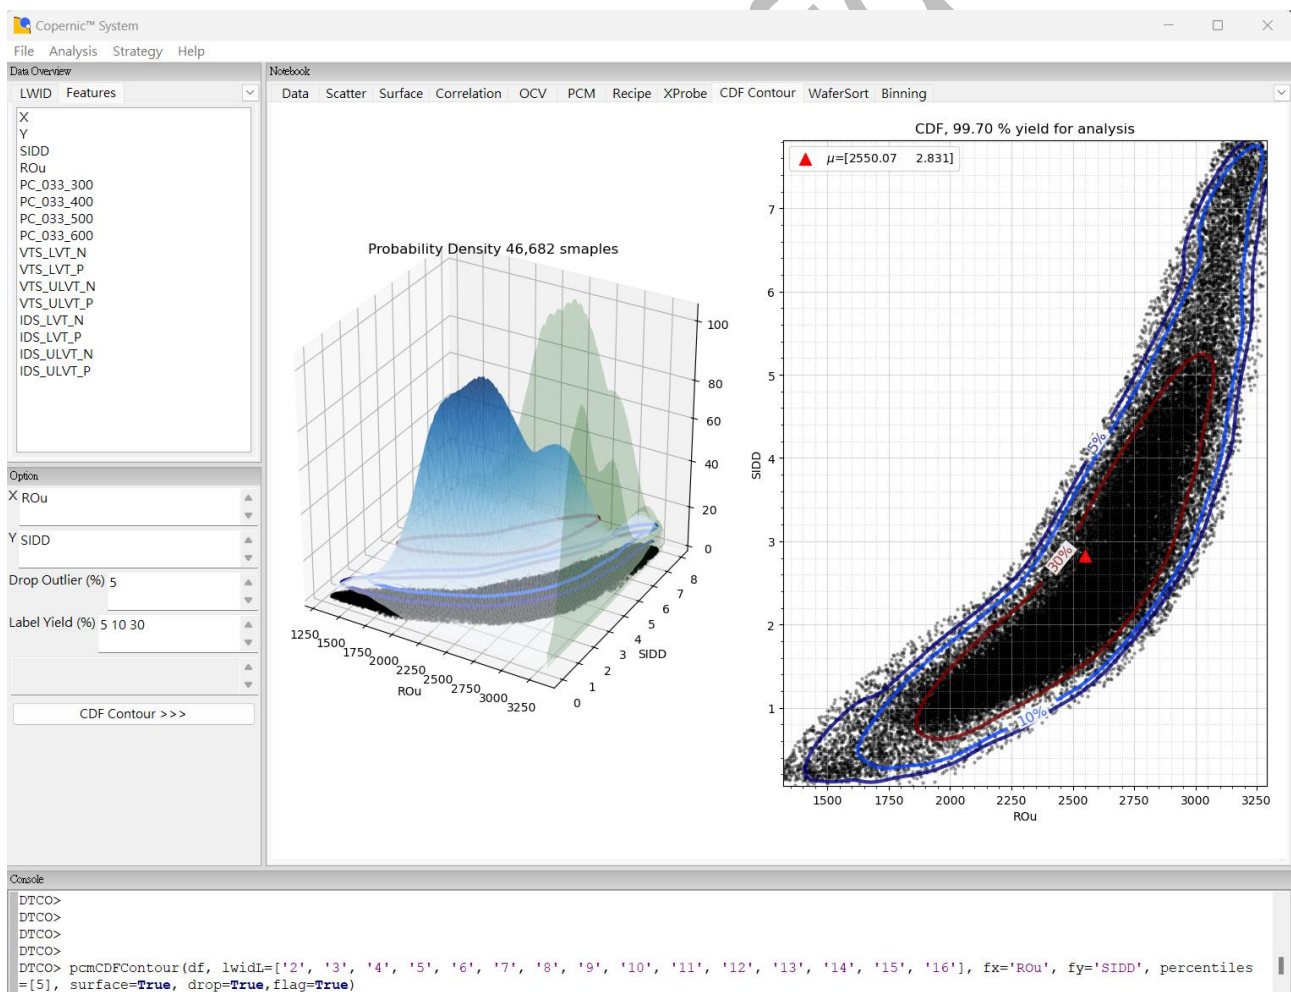 Copernic™ System
File Analysis Strategy Help
Data Overview
LWID Features
X
Y
SIDD
ROu
PC_033_300
PC_033_400
PC_033_500
PC_033_600
VTS_LVT_N
VTS_LVT_P
VTS_ULVT_N
VTS_ULVT_P
IDS_LVT_N
IDS_LVT_P
IDS_ULVT_N
IDS_ULVT_P
Option
X ROu
Y SIDD
Drop Outlier (%) 5
Label Yield (%) 5 10 30
CDF Contour >>>
Notebook
Data Scatter Surface Correlation OCV PCM Recipe XProbe CDF Contour WaferSort Binning
Probability Density 46,682 smaples
100
80
60
40
20
0
8
7
6
5
4
3
2
1
0
SIDD
1250
1500
1750
2000
2250
2500
2750
3000
3250
ROu
CDF, 99.70 % yield for analysis
μ=[2550.07 2.831]
7
6
5
4
3
2
1
SIDD
5%
30%
10%
1500 1750 2000 2250 2500 2750 3000 3250
ROu
Console
DTCO>
DTCO>
DTCO>
DTCO>
DTCO> pcmCDFContour(df, lwidL=['2', '3', '4', '5', '6', '7', '8', '9', '10', '11', '12', '13', '14', '15', '16'], fx='ROu', fy='SIDD', percentiles
=[5], surface=True, drop=True,flag=True)